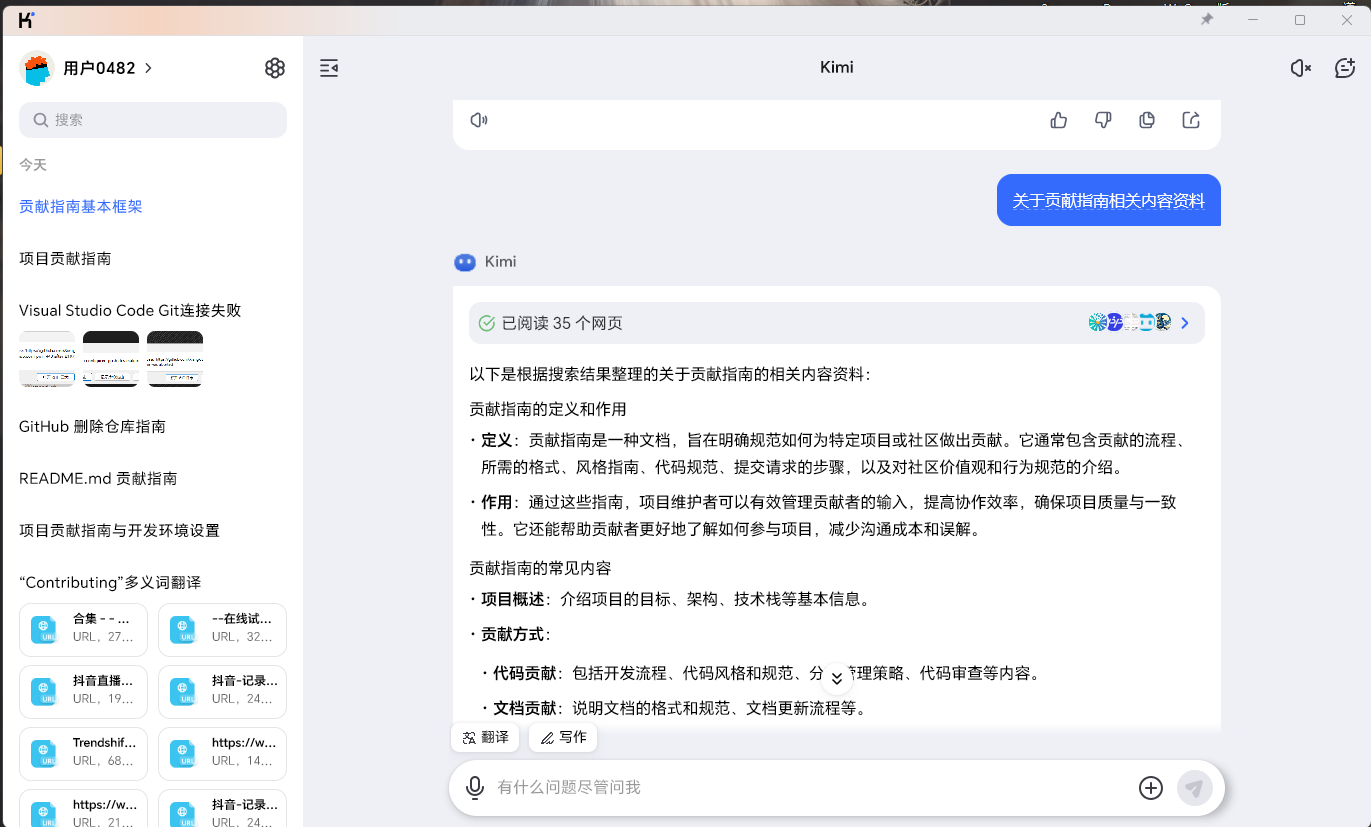 用户0482
搜索
今天
贡献指南基本框架
项目贡献指南
Visual Studio Code Git连接失败
GitHub 删除仓库指南
README.md 贡献指南
项目贡献指南与开发环境设置
“Contributing”多义词翻译
合集 - - ...
URL，27...
--在线试...
URL，32...
抖音直播...
URL，19...
抖音-记录...
URL，24...
Trendshif...
URL，68...
https://w...
URL，14...
https://w...
URL，21...
抖音-记录...
URL，24...
Kimi
关于贡献指南相关内容资料
Kimi
已阅读 35 个网页
以下是根据搜索结果整理的关于贡献指南的相关内容资料：
贡献指南的定义和作用
· 定义：贡献指南是一种文档，旨在明确规范如何为特定项目或社区做出贡献。它通常包含贡献的流程、
所需的格式、风格指南、代码规范、提交请求的步骤，以及对社区价值观和行为规范的介绍。
· 作用：通过这些指南，项目维护者可以有效管理贡献者的输入，提高协作效率，确保项目质量与一致
性。它还能帮助贡献者更好地了解如何参与项目，减少沟通成本和误解。
贡献指南的常见内容
· 项目概述：介绍项目的目标、架构、技术栈等基本信息。
· 贡献方式：
· 代码贡献：包括开发流程、代码风格和规范、分 管理策略、代码审查等内容。
· 文档贡献：说明文档的格式和规范、文档更新流程等。
翻译
写作
有什么问题尽管问我